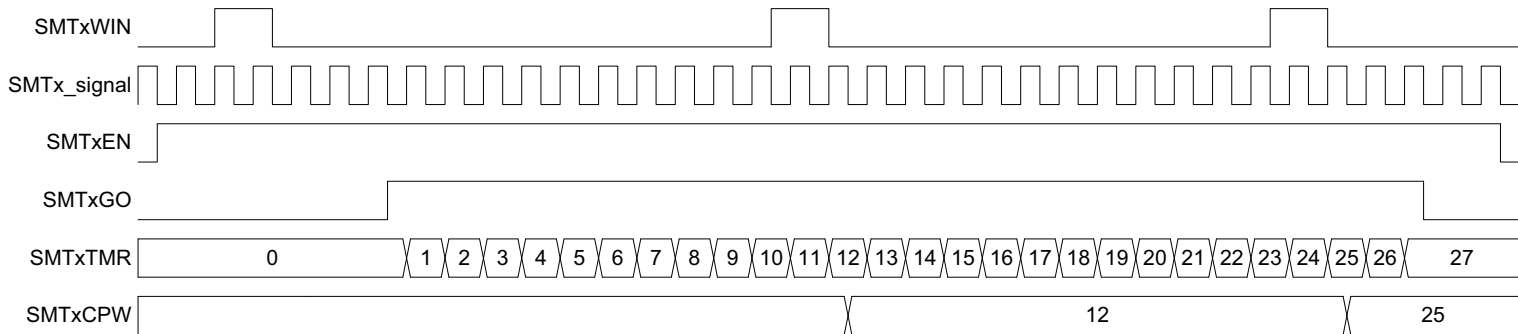 SMTxWIN
SMTx_signal
SMTxEN
SMTxGO
SMTxTMR 0 1 2 3 4 5 6 7 8 9 10 11 12 13 14 15 16 17 18 19 20 21 22 23 24 25 26 27
SMTxCPW 12 25